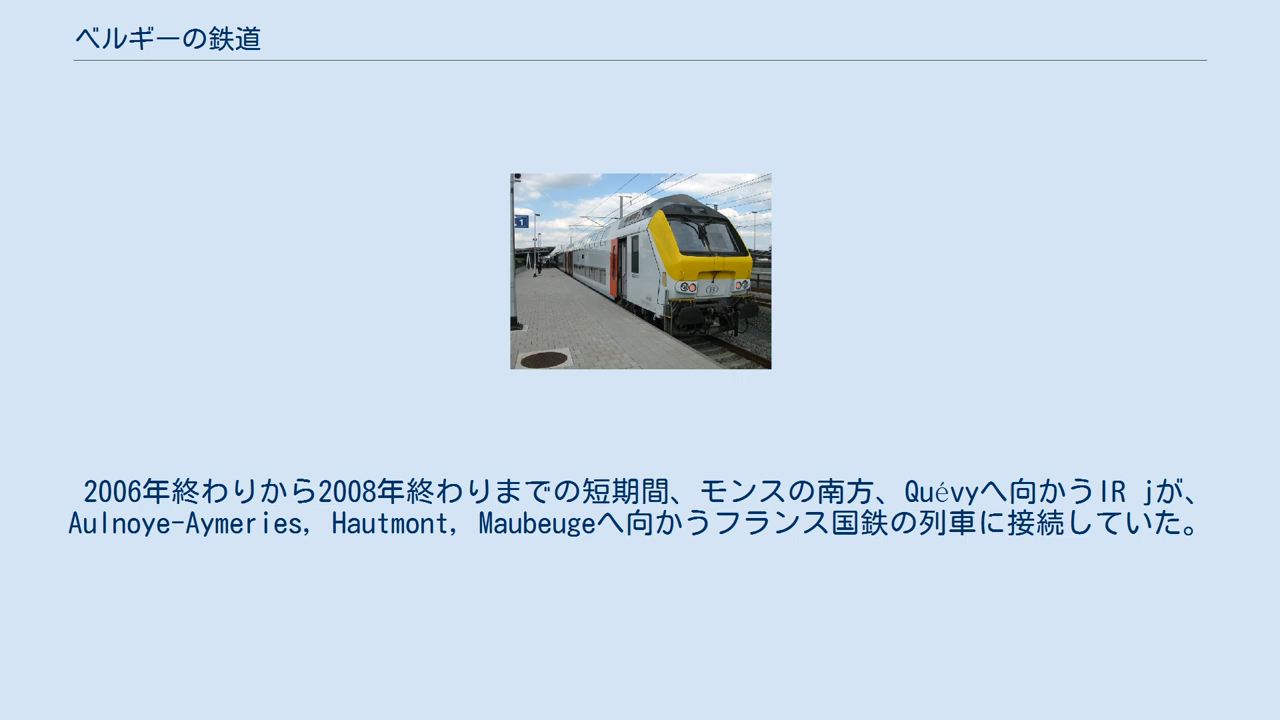 ベルギーの鉄道
1
2006年終わりから2008年終わりまでの短期間、モンスの南方、Quévyへ向かうIR jが、
Aulnoye-Aymeries, Hautmont, Maubeugeへ向かうフランス国鉄の列車に接続していた。